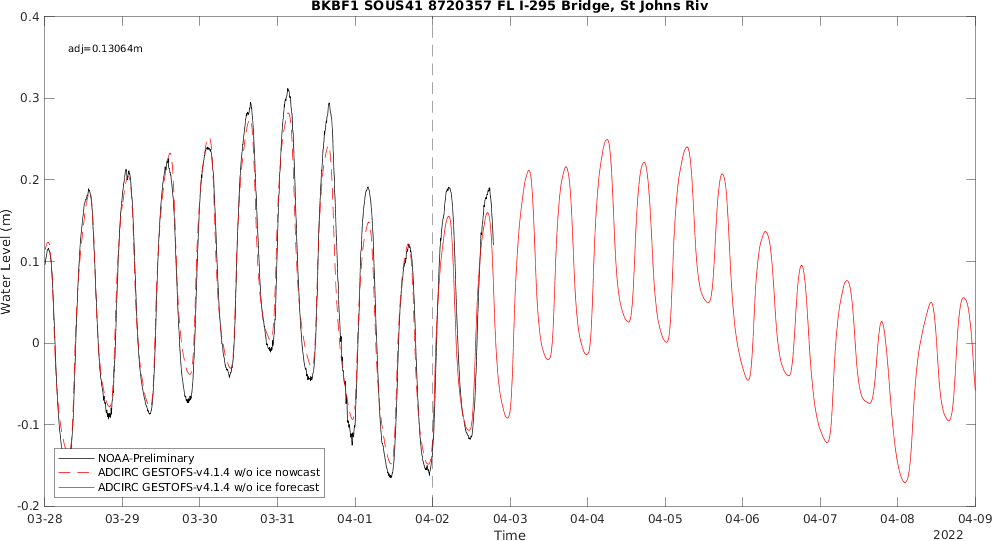 BKBF1 SOUS41 8720357 FL I-295 Bridge, St Johns Riv
0.4
adj=0.13064m
0.3
0.2
0.1
0
-0.1
-0.2
Water Level (m)
NOAA-Preliminary
ADCIRC GESTOFS-v4.1.4 w/o ice nowcast
ADCIRC GESTOFS-v4.1.4 w/o ice forecast
03-28 03-29 03-30 03-31 04-01 04-02 04-03 04-04 04-05 04-06 04-07 04-08 04-09
Time
2022